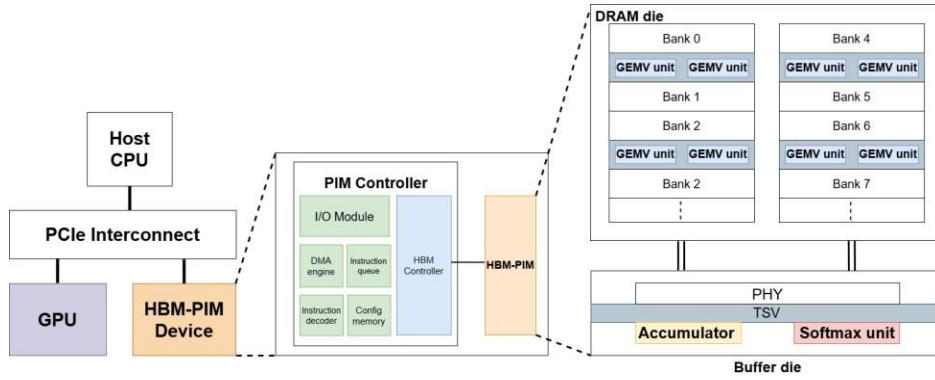 Host
CPU
PCIe Interconnect
GPU
HBM-PIM
Device
PIM Controller
I/O Module
DMA
engine
Instruction
queue
Instruction
decoder
Config
memory
HBM
Controller
HBM-PIM
DRAM die
Bank 0
GEMV unit GEMV unit
Bank 1
Bank 2
GEMV unit GEMV unit
Bank 2
Bank 4
GEMV unit GEMV unit
Bank 5
Bank 6
GEMV unit GEMV unit
Bank 7
PHY
TSV
Accumulator
Softmax unit
Buffer die